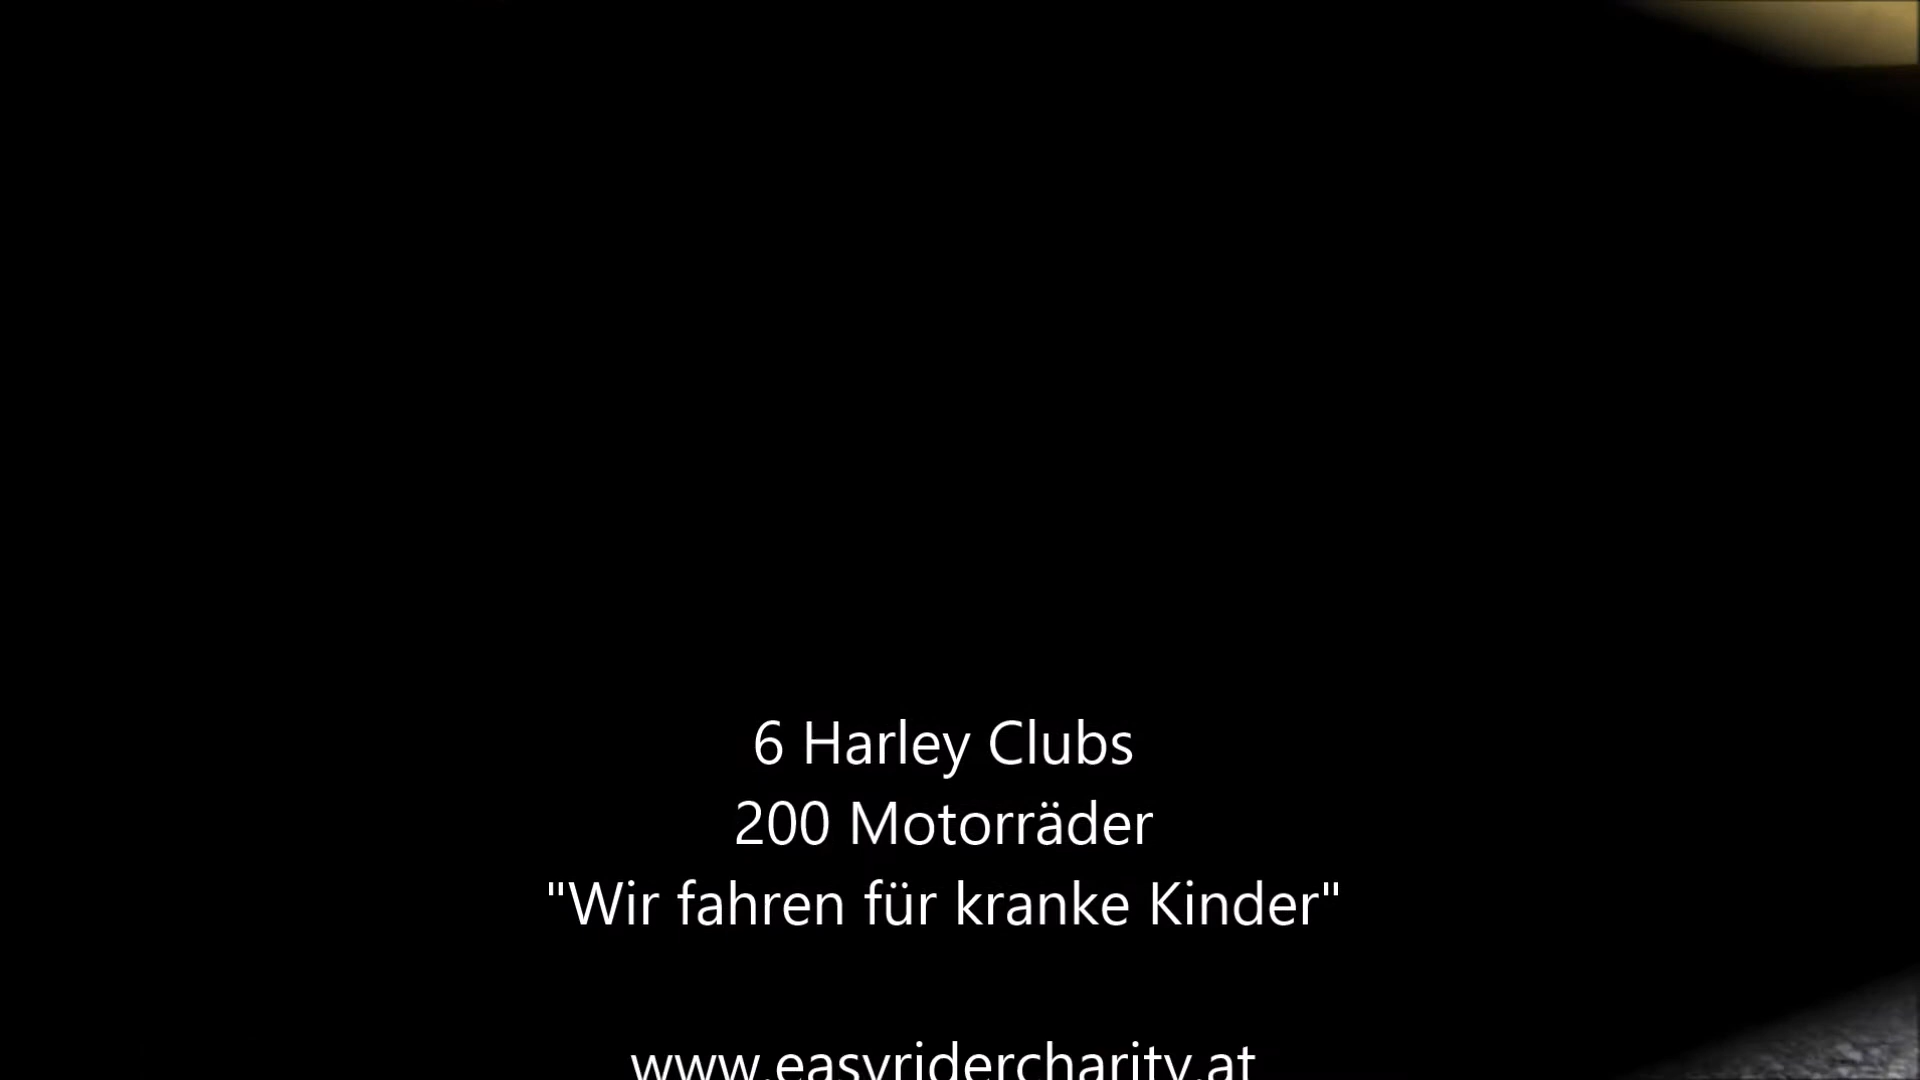 6 Harley Clubs
200 Motorräder
"Wir fahren für kranke Kinder"
www.easyridercharity.at